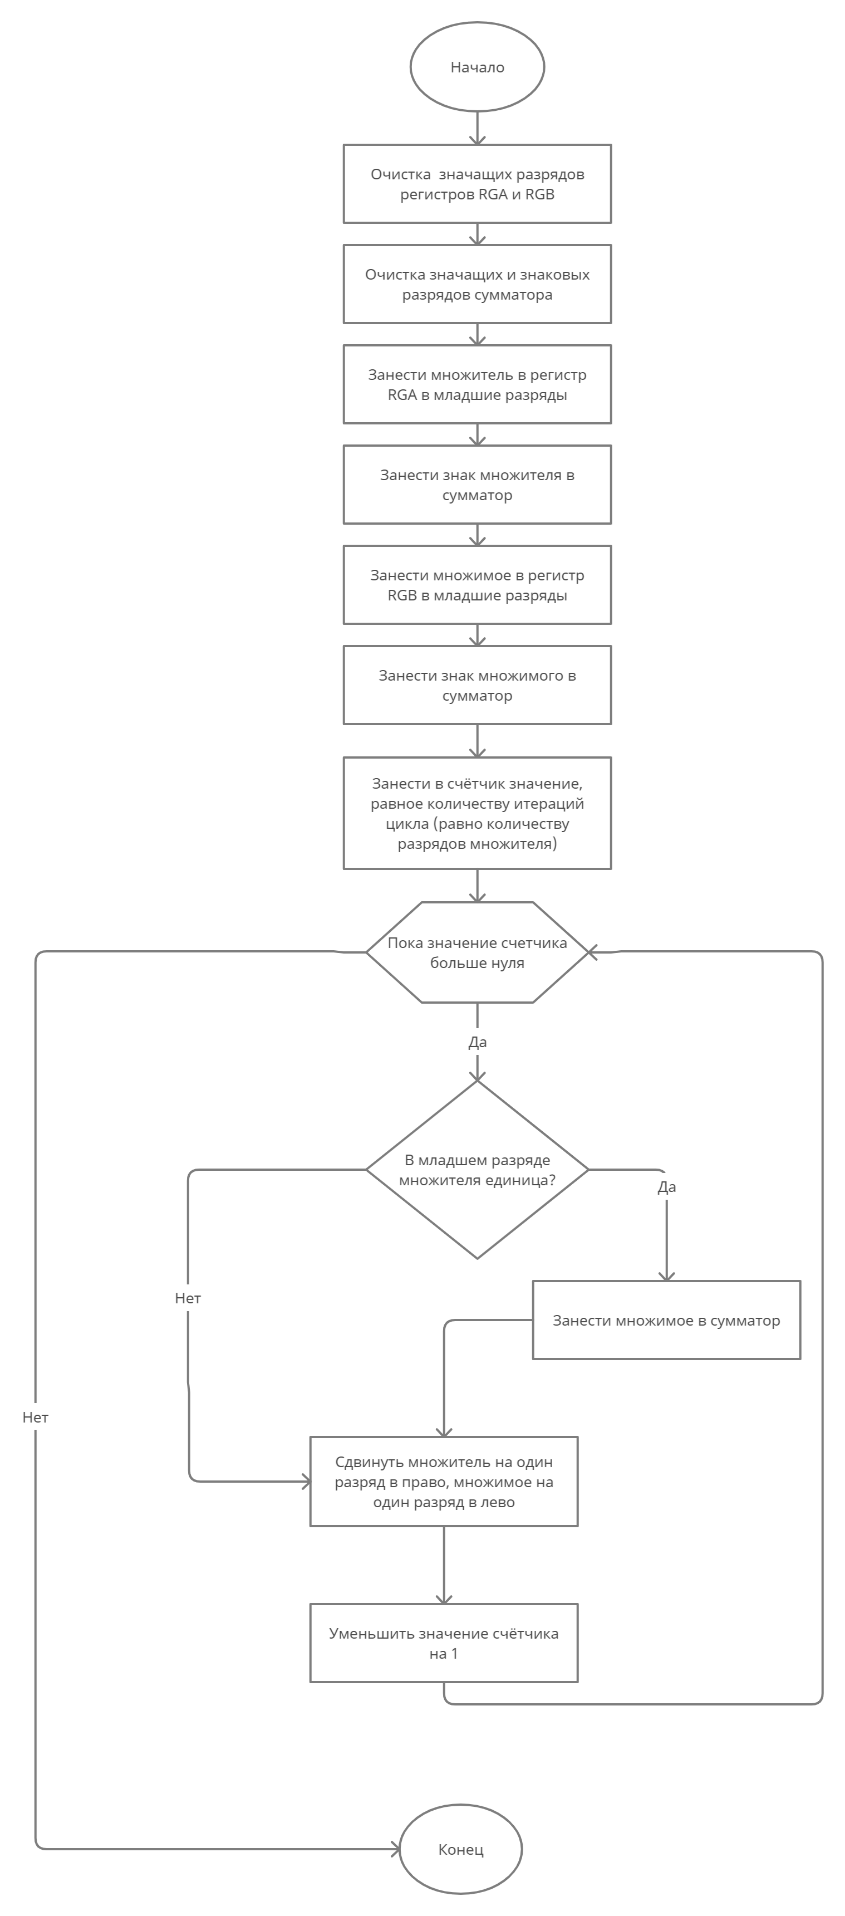 Начало
Очистка  значащих разрядов
регистров RGA и RGB
Очистка значащих и знаковых
разрядов сумматора
Занести множитель в регистр
RGA в младшие разряды
Занести знак множителя в
сумматор
Занести множимое в регистр
RGB в младшие разряды
Занести знак множимого в
сумматор
Занести в счётчик значение,
равное количеству итераций
цикла (равно количеству
разрядов множителя)
Пока значение счетчика
больше нуля
Да
В младшем разряде
множителя единица?
Да
Нет
Занести множимое в сумматор
Нет
Сдвинуть множитель на один
разряд в право, множимое на
один разряд в лево
Уменьшить значение счётчика
на 1
Конец